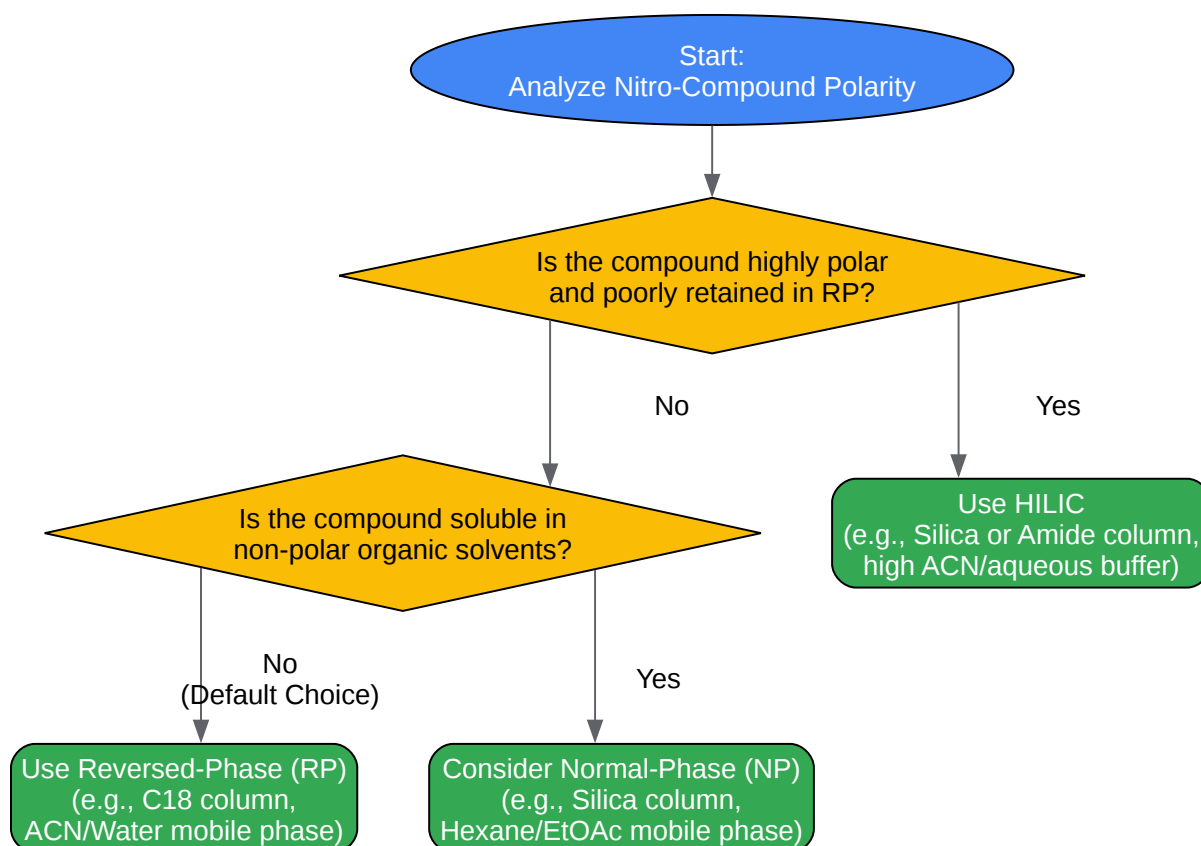 Start:
Analyze Nitro-Compound Polarity
Is the compound highly polar
and poorly retained in RP?
No
Yes
Is the compound soluble in
non-polar organic solvents?
Use HILIC
(e.g., Silica or Amide column,
high ACN/aqueous buffer)
No
(Default Choice)
Yes
Use Reversed-Phase (RP)
(e.g., C18 column,
ACN/Water mobile phase)
Consider Normal-Phase (NP)
(e.g., Silica column,
Hexane/EtOAc mobile phase)